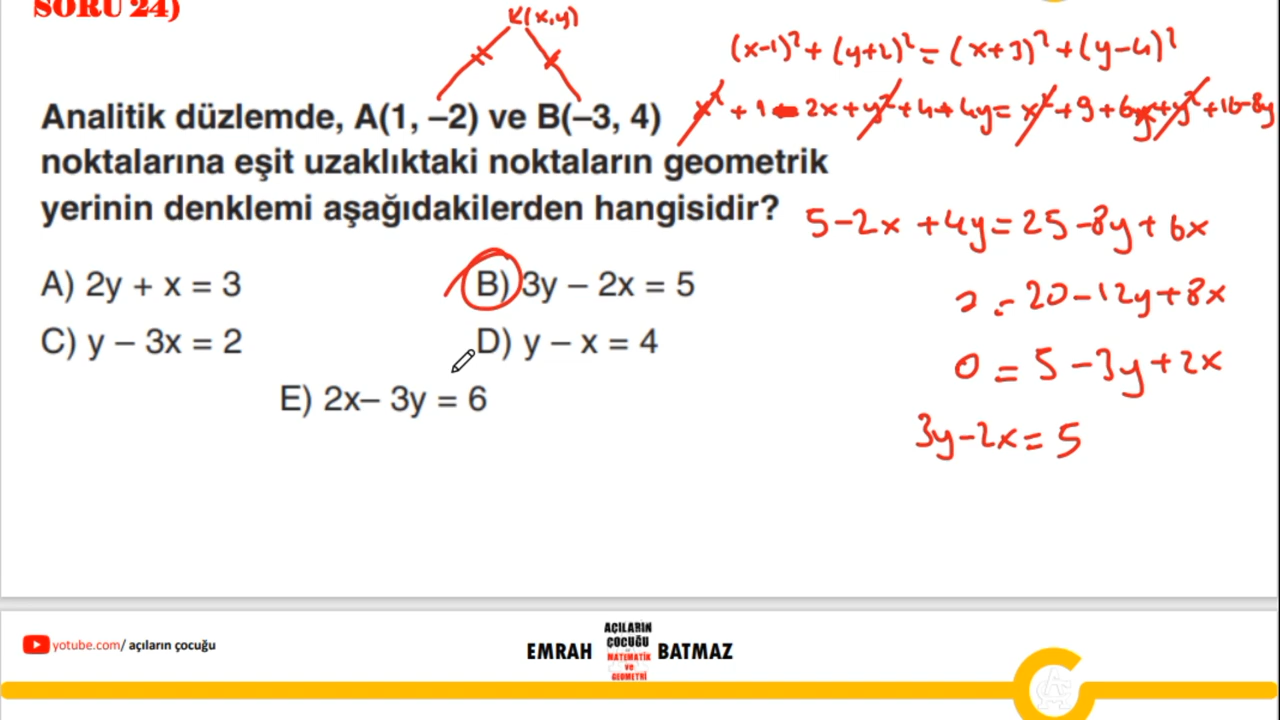 SORU 24)
K(x,y)
(x-1)² + (y+2)² = (x+3)² + (y-4)²
Analitik düzlemde, A(1, –2) ve B(–3, 4)
x² + 1 - 2x + y² + 4 + 4y = x² + 9 + 6x + y² + 16 - 8y
noktalarına eşit uzaklıktaki noktaların geometrik
yerinin denklemi aşağıdakilerden hangisidir?
5 - 2x + 4y = 25 - 8y + 6x
A) 2y + x = 3
B) 3y – 2x = 5
0 = 20 - 12y + 8x
C) y – 3x = 2
D) y – x = 4
0 = 5 - 3y + 2x
E) 2x– 3y = 6
3y - 2x = 5
yotube.com/ açıların çocuğu
EMRAH
AÇILARIN
ÇOCUĞU
MATEMATİK
ve
GEOMETRİ
BATMAZ